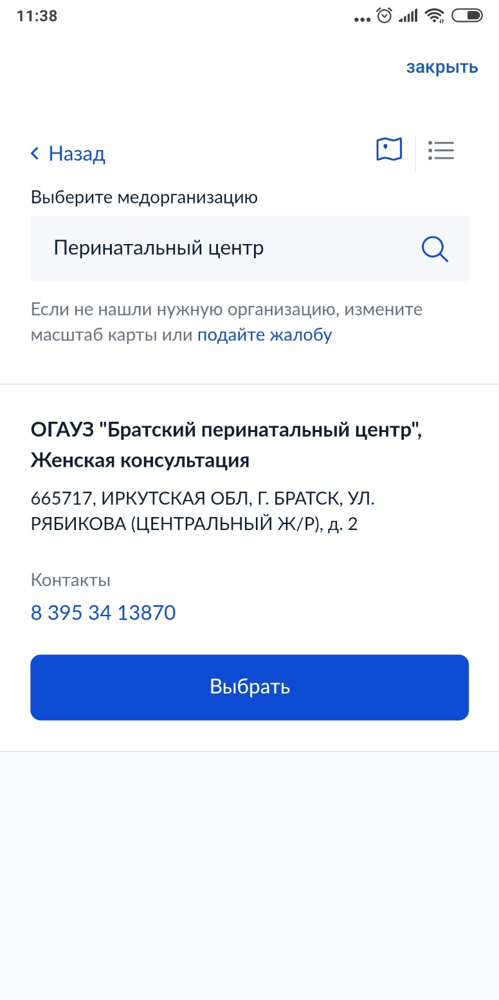 11:38
закрыть
Назад
Выберите медорганизацию
Перинатальный центр
Если не нашли нужную организацию, измените
масштаб карты или подайте жалобу
ОГАУЗ "Братский перинатальный центр",
Женская консультация
665717, ИРКУТСКАЯ ОБЛ, Г. БРАТСК, УЛ.
РЯБИКОВА (ЦЕНТРАЛЬНЫЙ Ж/Р), д. 2
Контакты
8 395 34 13870
Выбрать